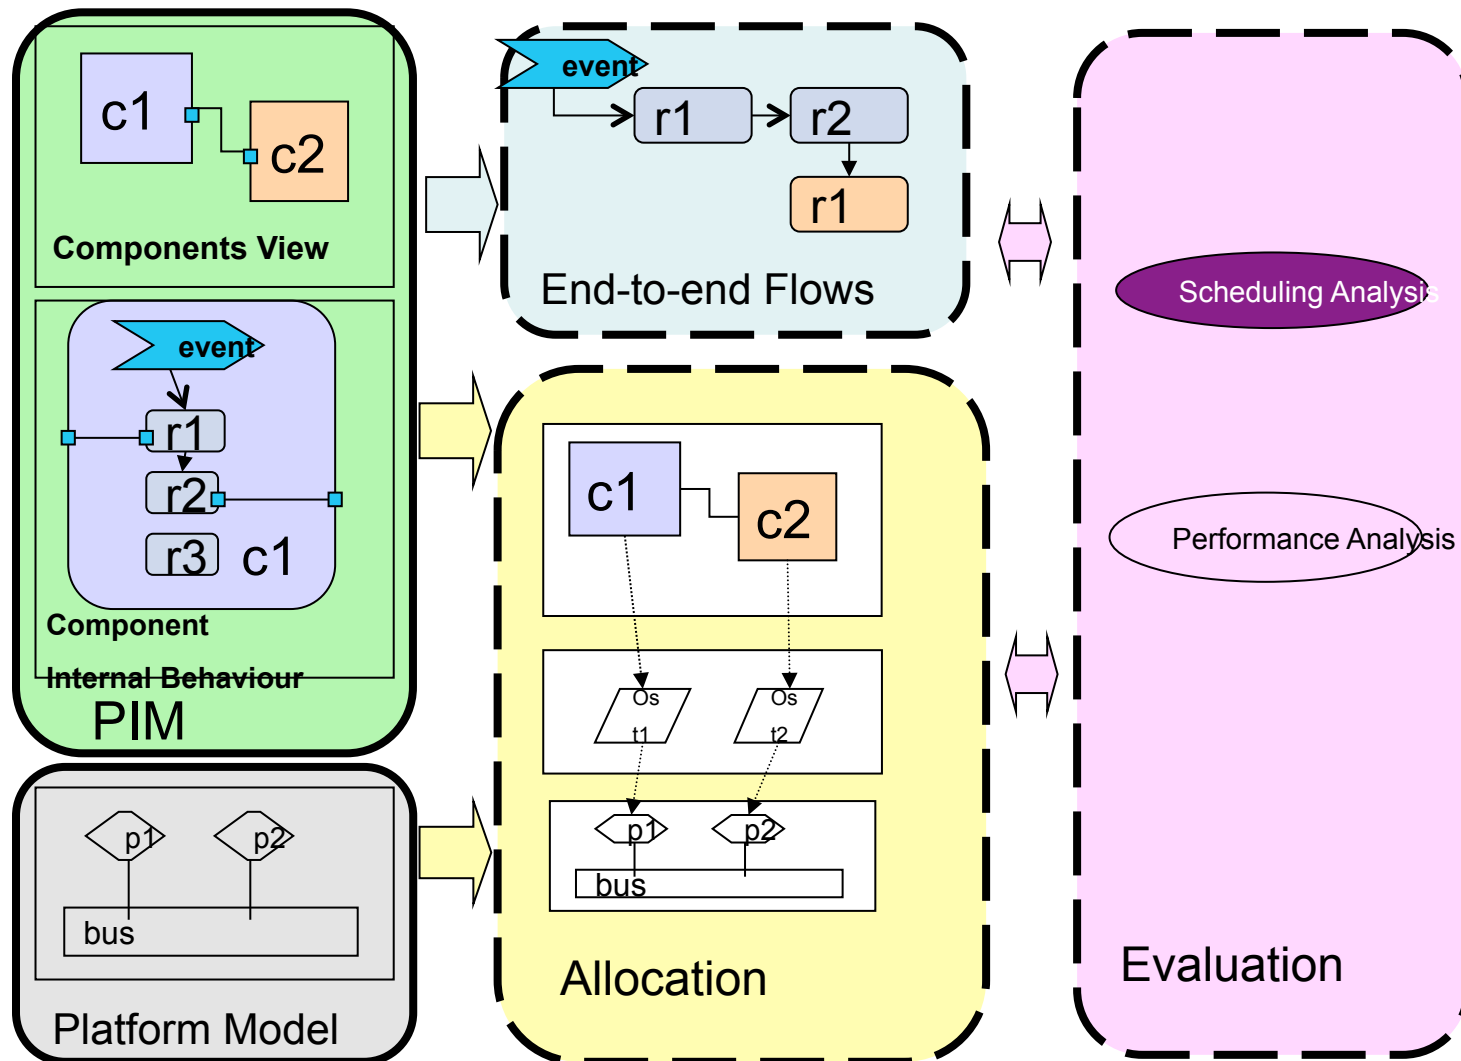 c1
c2
Components View
event
r1
r2
r3
c1
Component
Internal Behaviour
PIM
p1
p2
bus
Platform Model
event
r1
r2
r1
End-to-end Flows
c1
c2
Os
t1
Os
t2
p1
p2
bus
Allocation
Scheduling Analysis
Performance Analysis
Evaluation